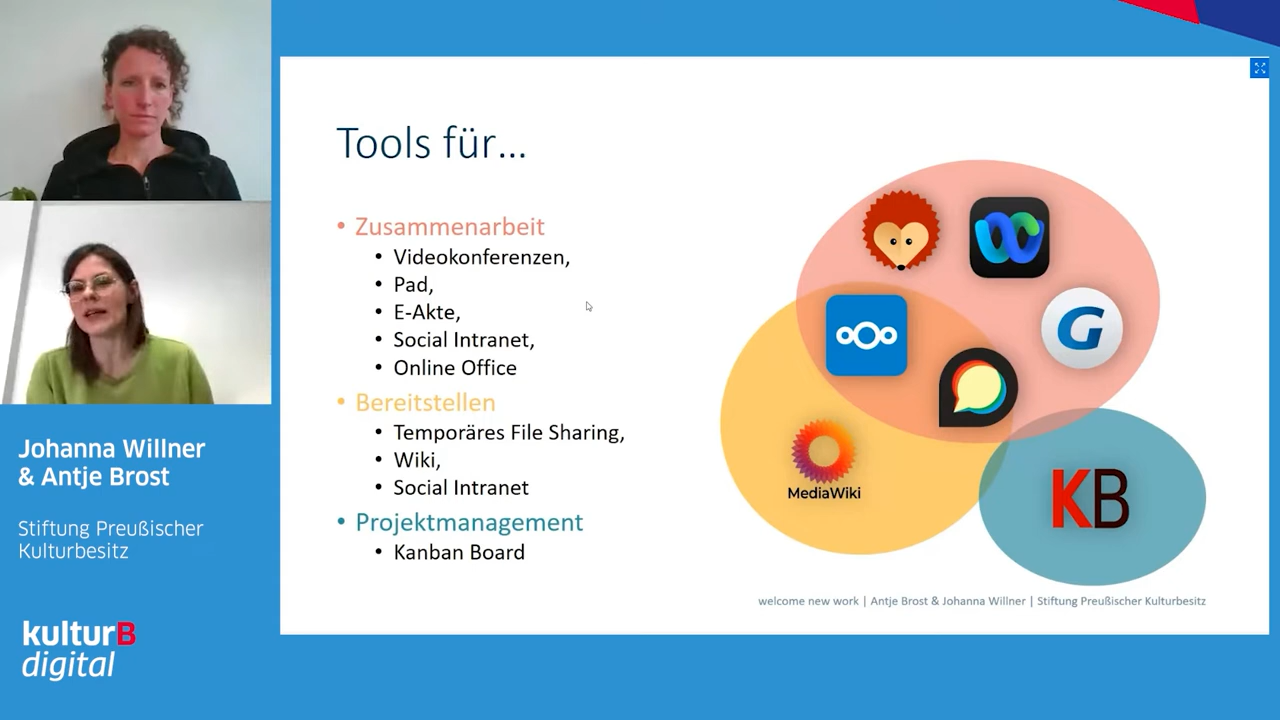 Tools für...
• Zusammenarbeit
• Videokonferenzen,
• Pad,
• E-Akte,
• Social Intranet,
• Online Office
• Bereitstellen
• Temporäres File Sharing,
• Wiki,
• Social Intranet
• Projektmanagement
• Kanban Board
G
MediaWiki
KB
welcome new work | Antje Brost & Johanna Willner | Stiftung Preußischer Kulturbesitz
Johanna Willner
& Antje Brost
Stiftung Preußischer
Kulturbesitz
kulturB
digital